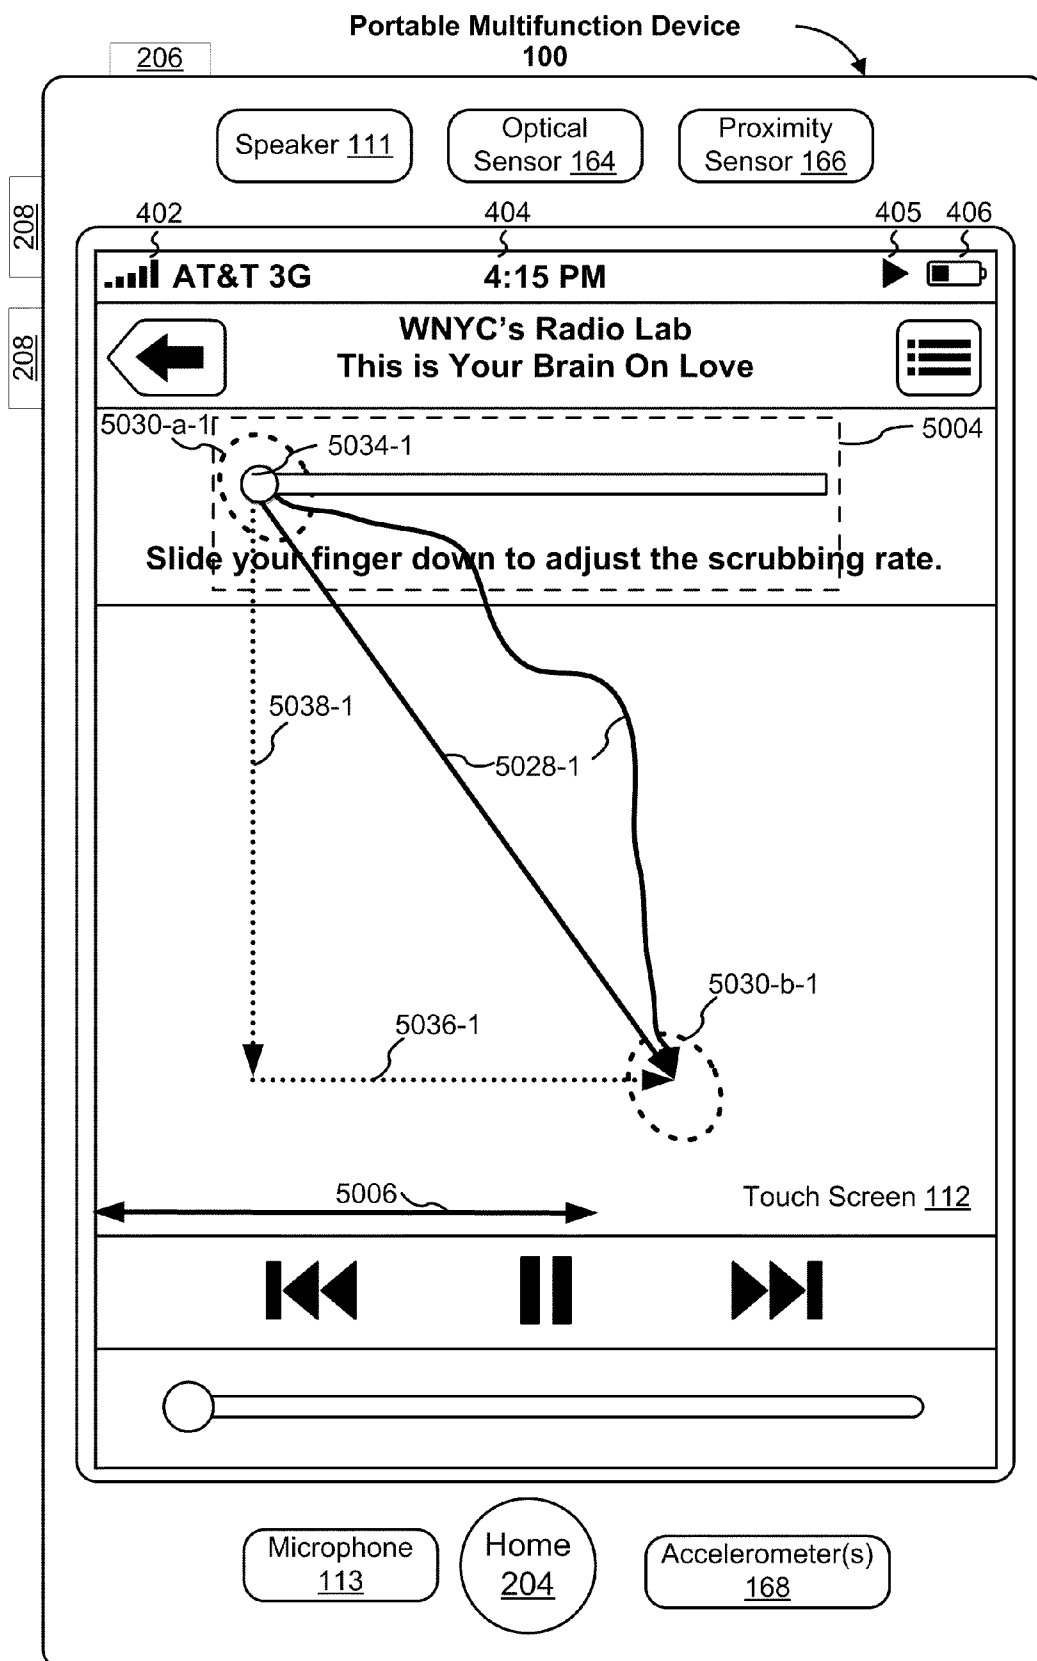 Portable Multifunction Device
100
206
Speaker 111
Optical
Sensor 164
Proximity
Sensor 166
208
402
404
405
406
AT&T 3G
4:15 PM
208
WNYC's Radio Lab
This is Your Brain On Love
5030-a-1
5034-1
5004
Slide your finger down to adjust the scrubbing rate.
5038-1
5028-1
5030-b-1
5036-1
5006
Touch Screen 112
Microphone
113
Home
204
Accelerometer(s)
168